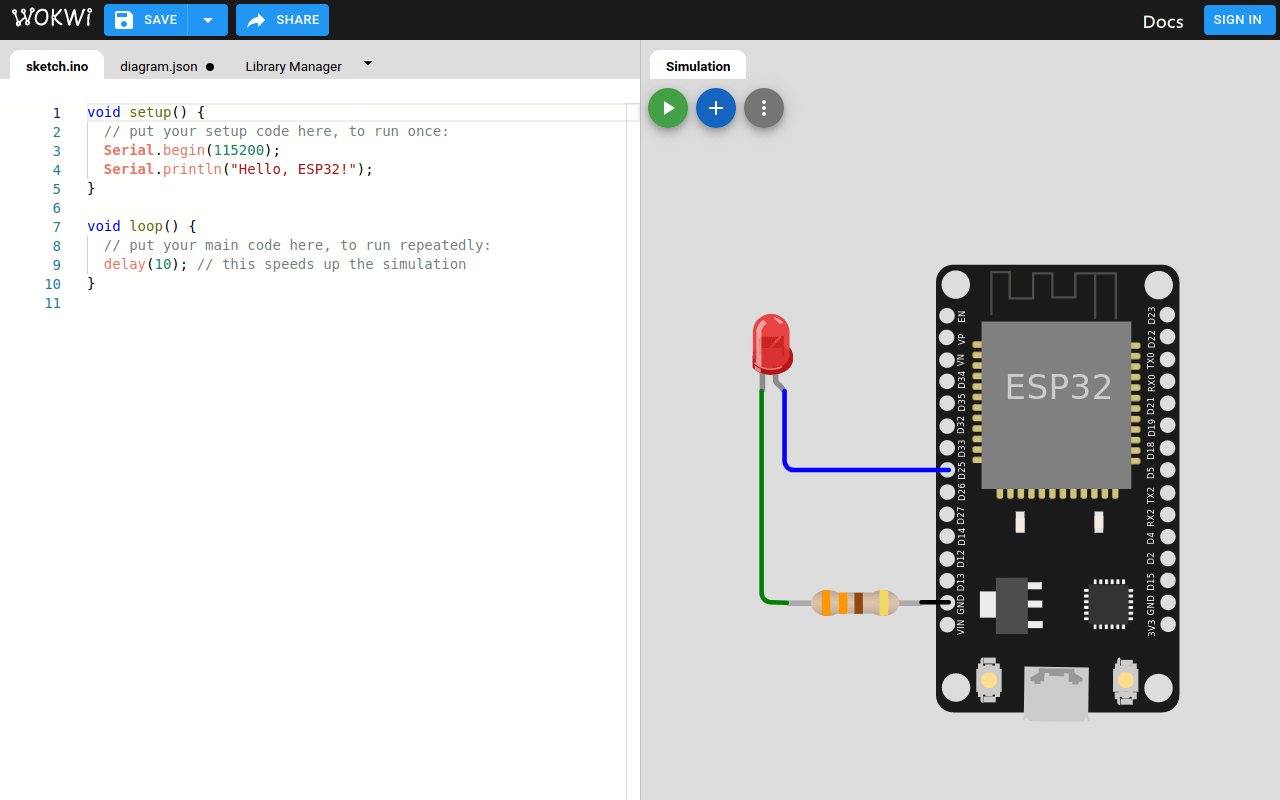 WOKWi
SAVE
SHARE
Docs
SIGN IN
sketch.ino
diagram.json
Library Manager
Simulation
1 void setup() {
2 // put your setup code here, to run once:
3 Serial.begin(115200);
4 Serial.println("Hello, ESP32!");
5 }
6
7 void loop() {
8 // put your main code here, to run repeatedly:
9 delay(10); // this speeds up the simulation
10 }
11
ESP32
EN
VP
VN
D34
D35
D32
D33
D25
D26
D27
D14
D12
D13
GND
VIN
D23
D22
TX0
RX0
D21
D19
D18
D5
TX2
RX2
D4
D2
D15
GND
3V3